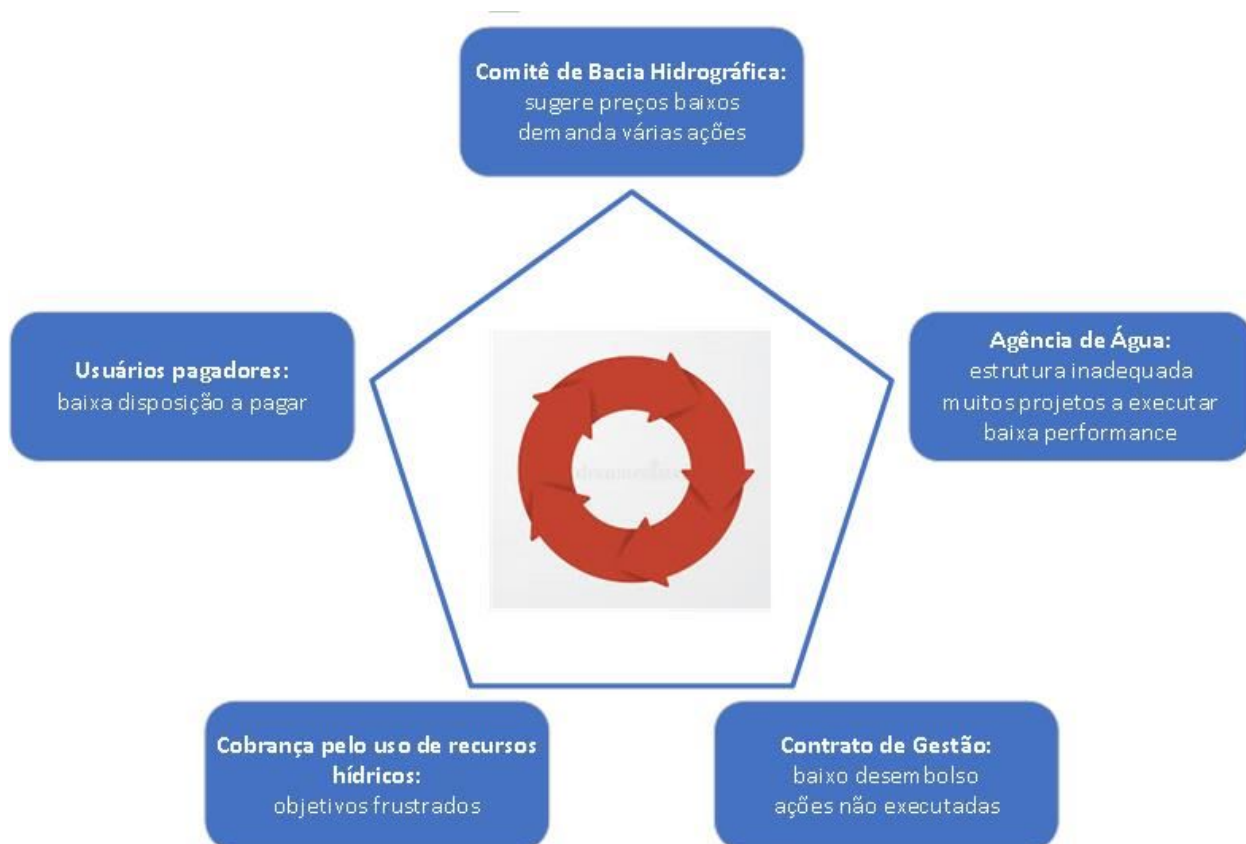 Comitê de Bacia Hidrográfica:
sugere preços baixos
demanda várias ações
Usuários pagadores:
baixa disposição a pagar
Agência de Água:
estrutura inadequada
muitos projetos a executar
baixa performance
Cobrança pelo uso de recursos
hídricos:
objetivos frustrados
Contrato de Gestão:
baixo desembolso
ações não executadas